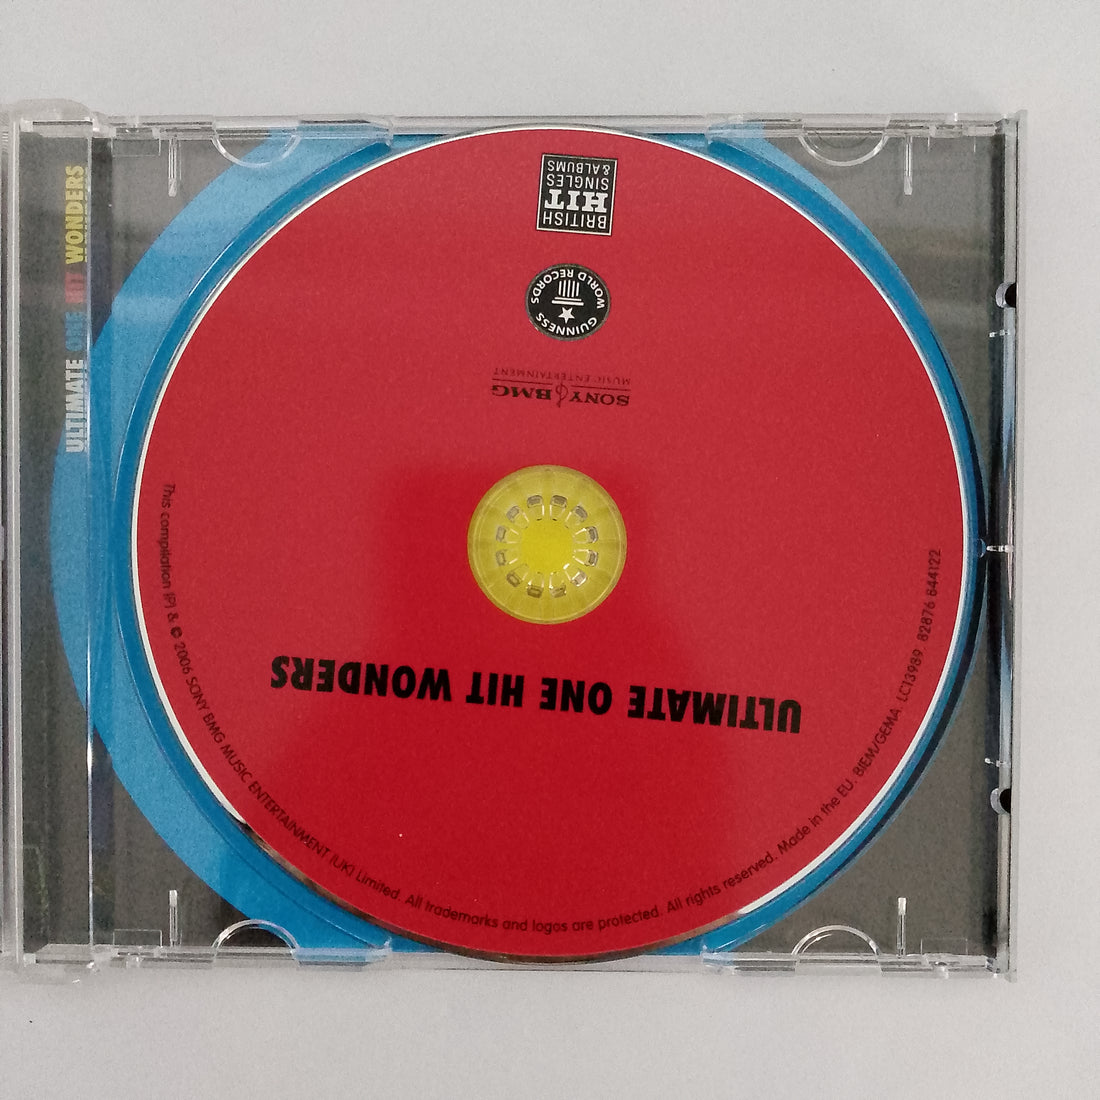 ULTIMATE ONE HIT WONDERS
BRITISH
HIT
SINGLES
& ALBUMS
GUINNESS
WORLD RECORDS
SONY BMG
MUSIC ENTERTAINMENT
ULTIMATE ONE HIT WONDERS
This compilation (P) & © 2006 SONY BMG MUSIC ENTERTAINMENT (UK) Limited. All trademarks and logos are protected. All rights reserved. Made in the EU. BIEM/GEMA. LC13989. 82876 844122